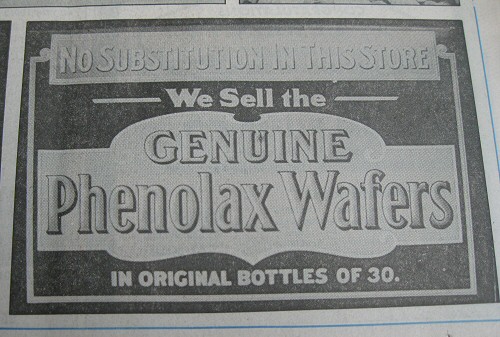 No Substitution In This Store
We Sell the
GENUINE
Phenolax Wafers
IN ORIGINAL BOTTLES OF 30.